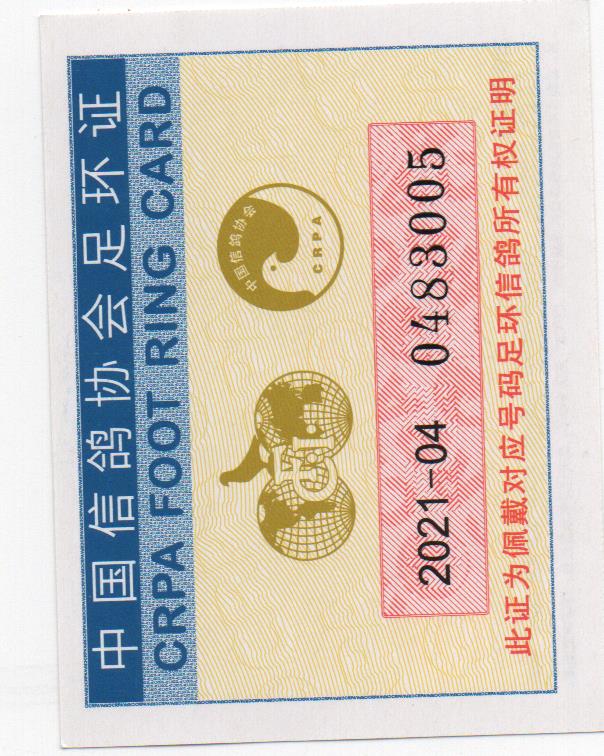 中国信鸽协会足环证
CRPA FOOT RING CARD
中国信鸽协会
CRPA
2021-04 0483005
此证为佩戴对应号码足环信鸽所有权证明